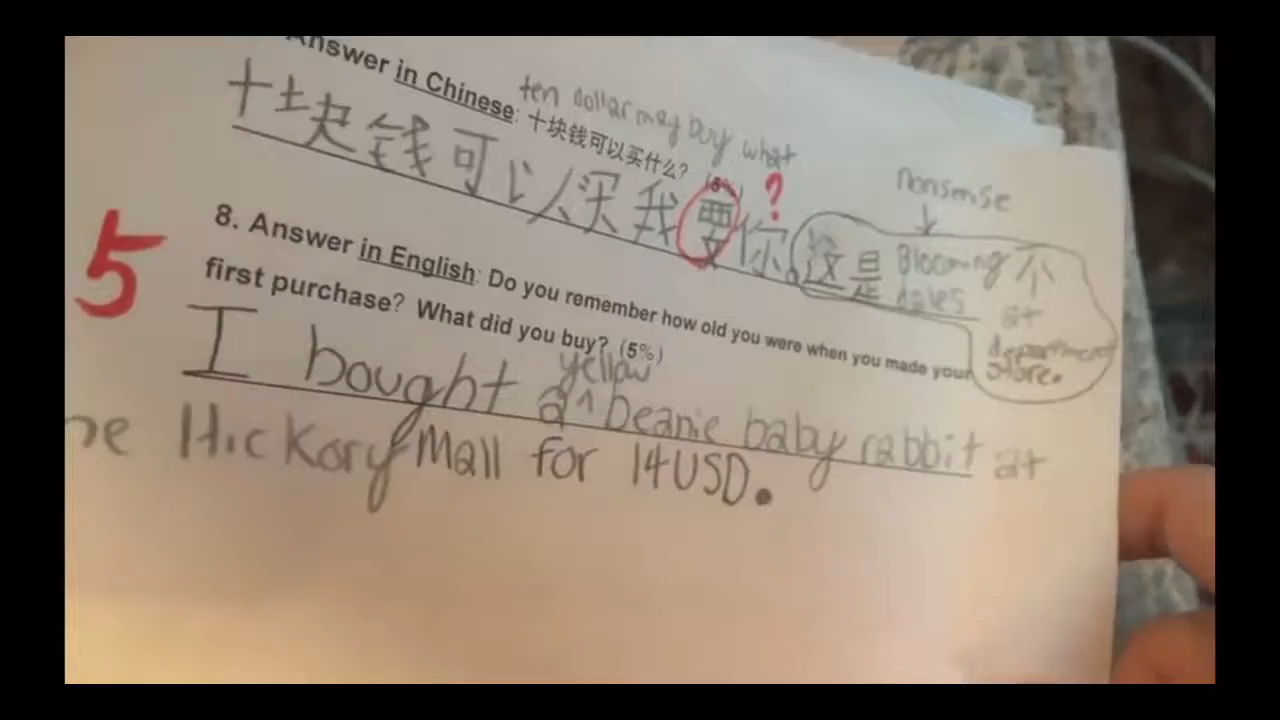 Answer in Chinese: 十块钱可以买什么? (5%)
ten dollar may buy what
十块钱可以买我要你。这是 Blooming 个
?
nonsense
at
department
store.
5
8. Answer in English: Do you remember how old you were when you made your
first purchase? What did you buy? (5%)
yellow
I bought a ^ beanie baby rabbit at
Hickory Mall for 14USD.